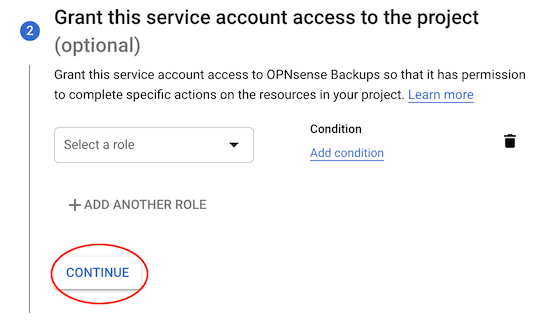 2
Grant this service account access to the project
(optional)
Grant this service account access to OPNsense Backups so that it has permission
to complete specific actions on the resources in your project. Learn more
Condition
Select a role
Add condition
ADD ANOTHER ROLE
CONTINUE